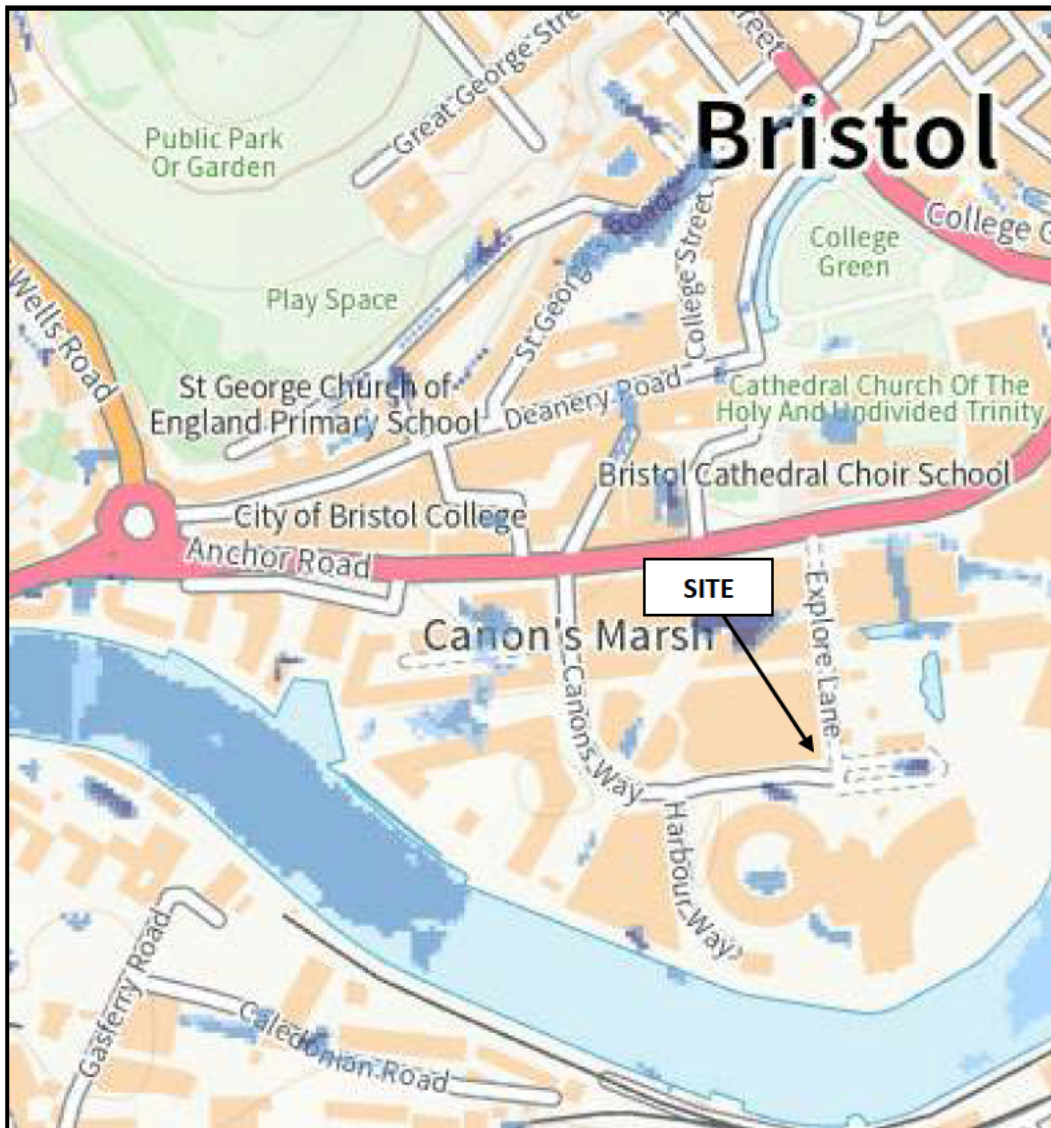 Great George Stre
Street
Bristol
Public Park
Or Garden
College G
College
Green
Road
St Georg
College Street
Play Space
Wells Road
St George Church of
England Primary School
Deanery Road
Cathedral Church Of The
Holy And Undivided Trinity
Bristol Cathedral Choir School
City of Bristol College
Anchor Road
SITE
Explore Lane
Canon's Marsh
Canons Way
Harbour Way
Gasferry Road
Caledonian Road